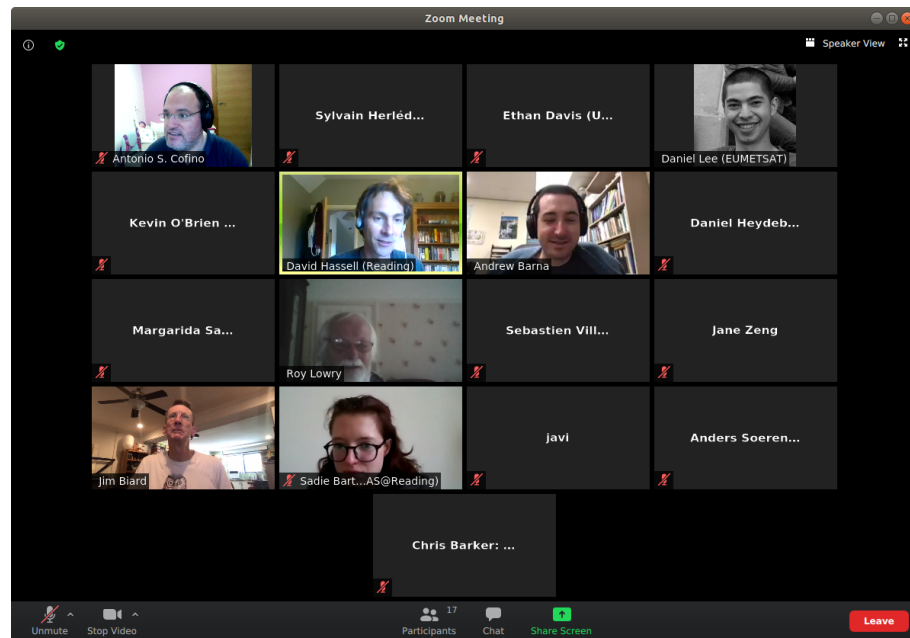 Zoom Meeting
Speaker View
Antonio S. Cofino
Sylvain Herléd...
Ethan Davis (U...
Daniel Lee (EUMETSAT)
Kevin O'Brien ...
David Hassell (Reading)
Andrew Barna
Daniel Heydeb...
Margarida Sa...
Roy Lowry
Sebastien Vill...
Jane Zeng
Jim Biard
Sadie Bart...AS@Reading)
javi
Anders Soeren...
Chris Barker: ...
Unmute
Stop Video
17
Participants
Chat
Share Screen
Leave